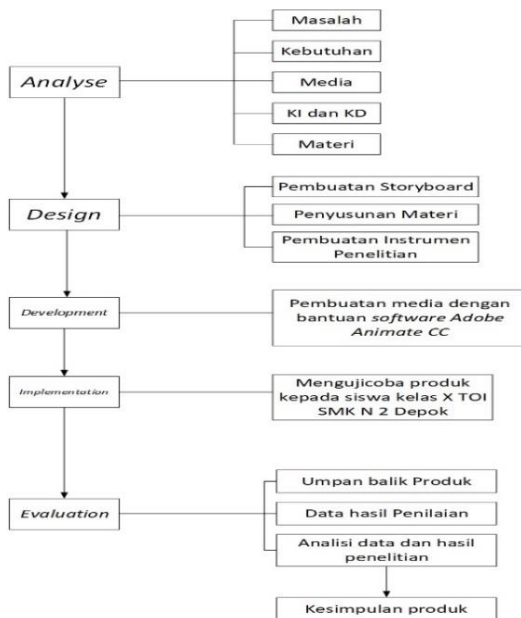 Analyse
Masalah
Kebutuhan
Media
KI dan KD
Materi
Design
Pembuatan Storyboard
Penyusunan Materi
Pembuatan Instrumen
Penelitian
Development
Pembuatan media dengan
bantuan software Adobe
Animate CC
Implementation
Mengujicoba produk
kepada siswa kelas X TOI
SMK N 2 Depok
Evaluation
Umpan balik Produk
Data hasil Penilaian
Analisi data dan hasil
penelitian
Kesimpulan produk